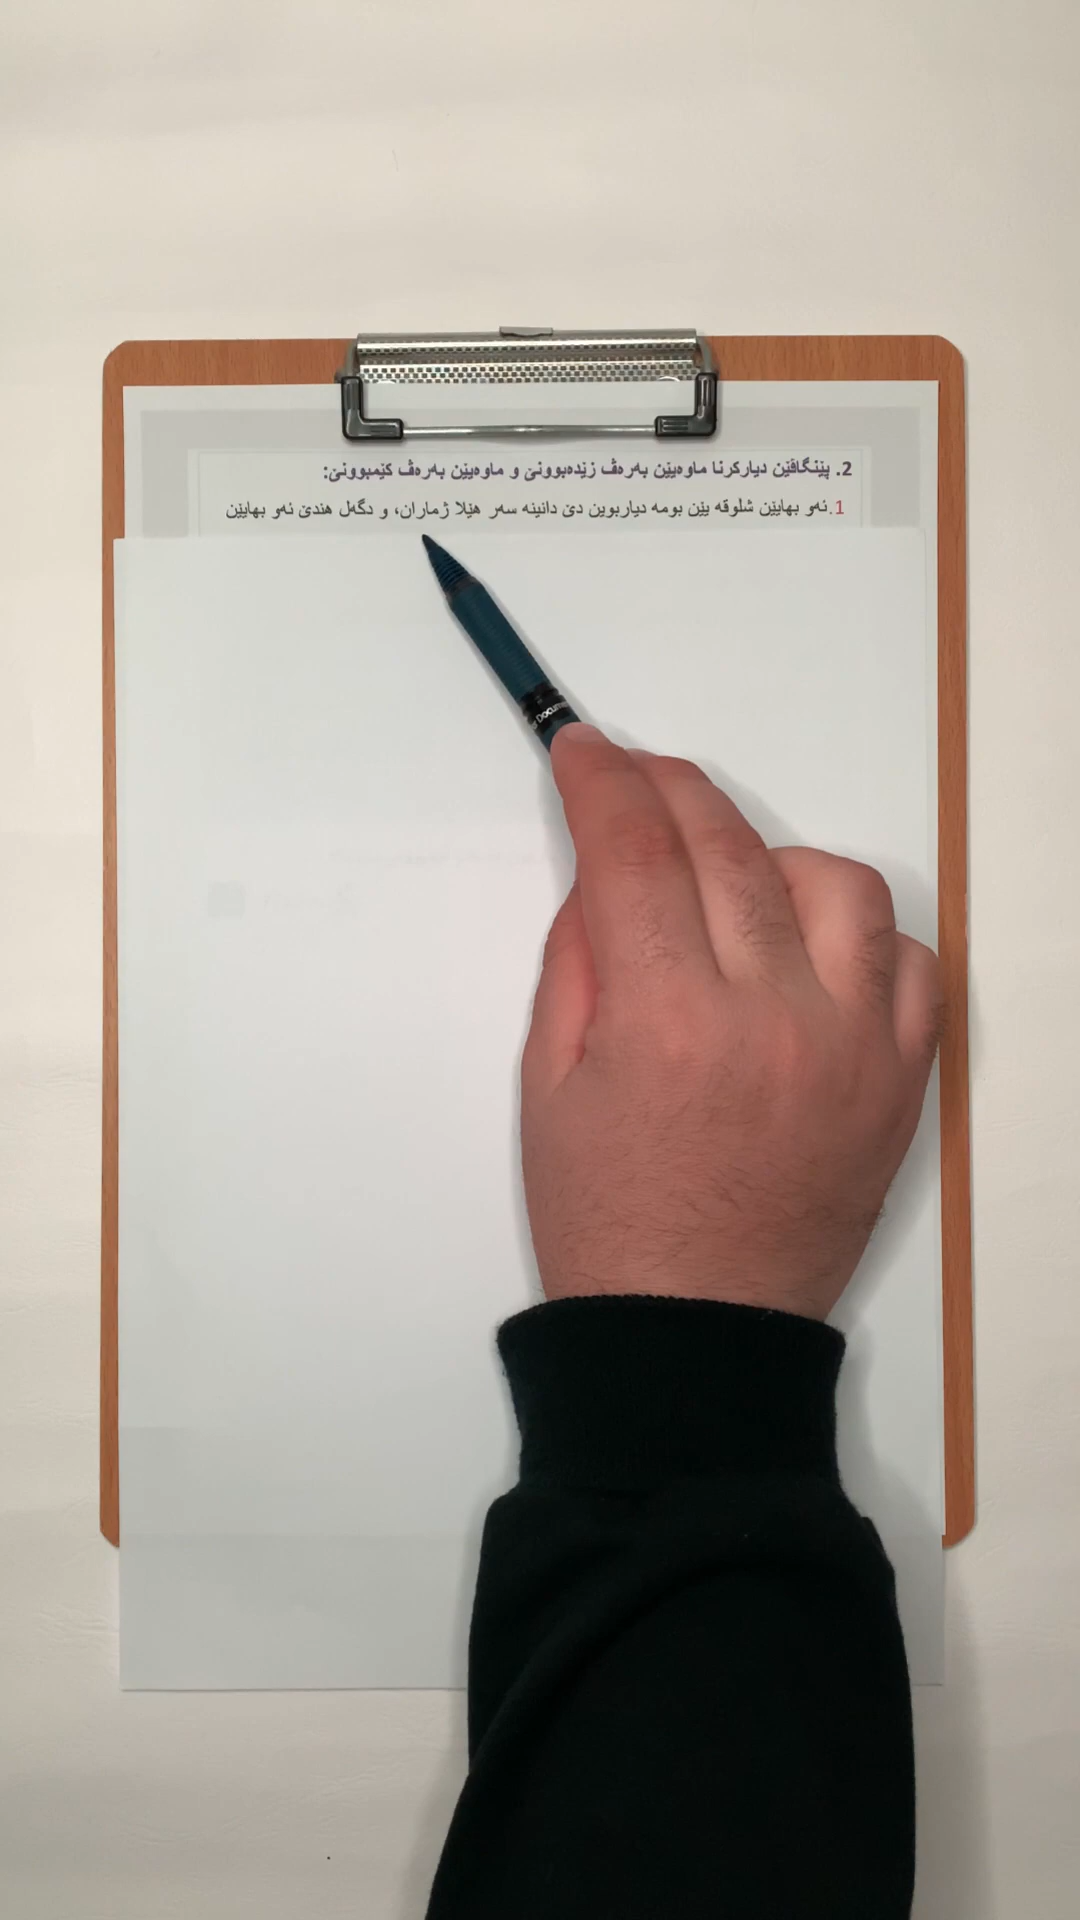 2. پێنگاڤێن دیارکرنا ماوەیێن بەرەڤ زێدەبوونێ و ماوەیێن بەرەڤ کێمبوونێ:
1.ئەو بهایێن شلوقە یێن بومە دیاربوین دێ دانینە سەر هێلا ژماران، و دگەل هندێ ئەو بهایێن